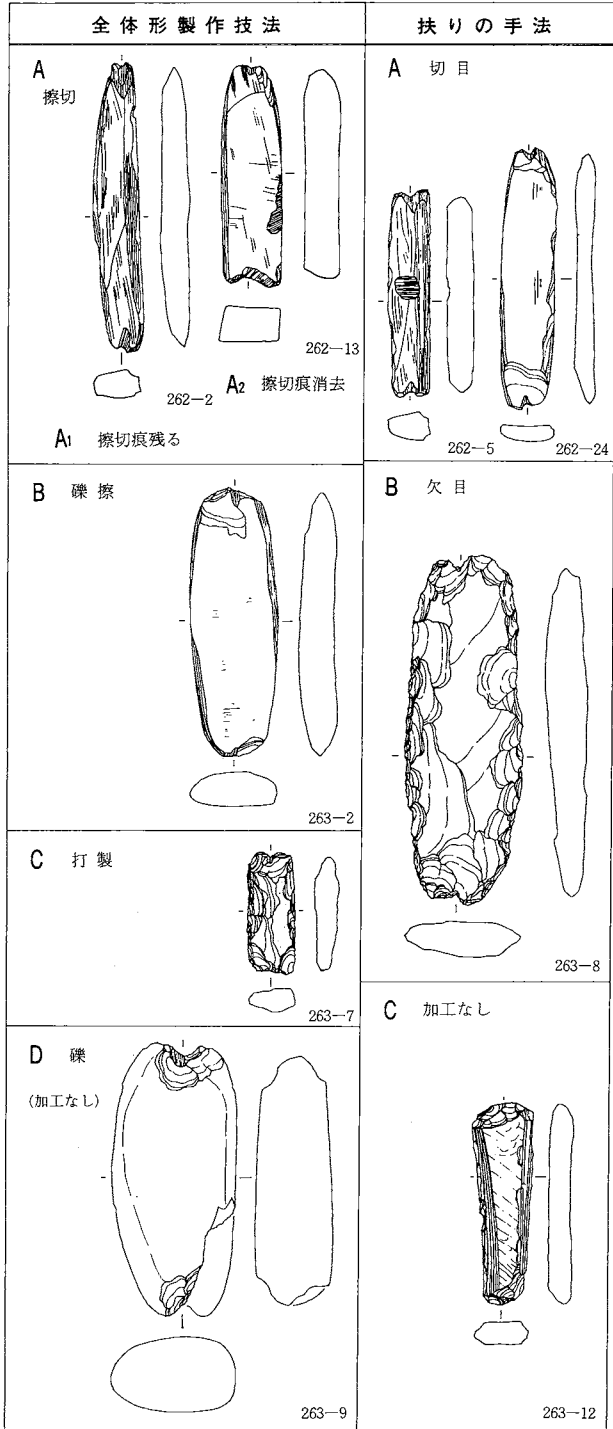 全体形製作技法
A
擦切
262—13
262—2
A2 擦切痕消去
A1 擦切痕残る
B 礫擦
263—2
C 打製
263—7
D 礫
(加工なし)
263—9
扶りの手法
A 切目
262—5
262—24
B 欠目
263—8
C 加工なし
263—12